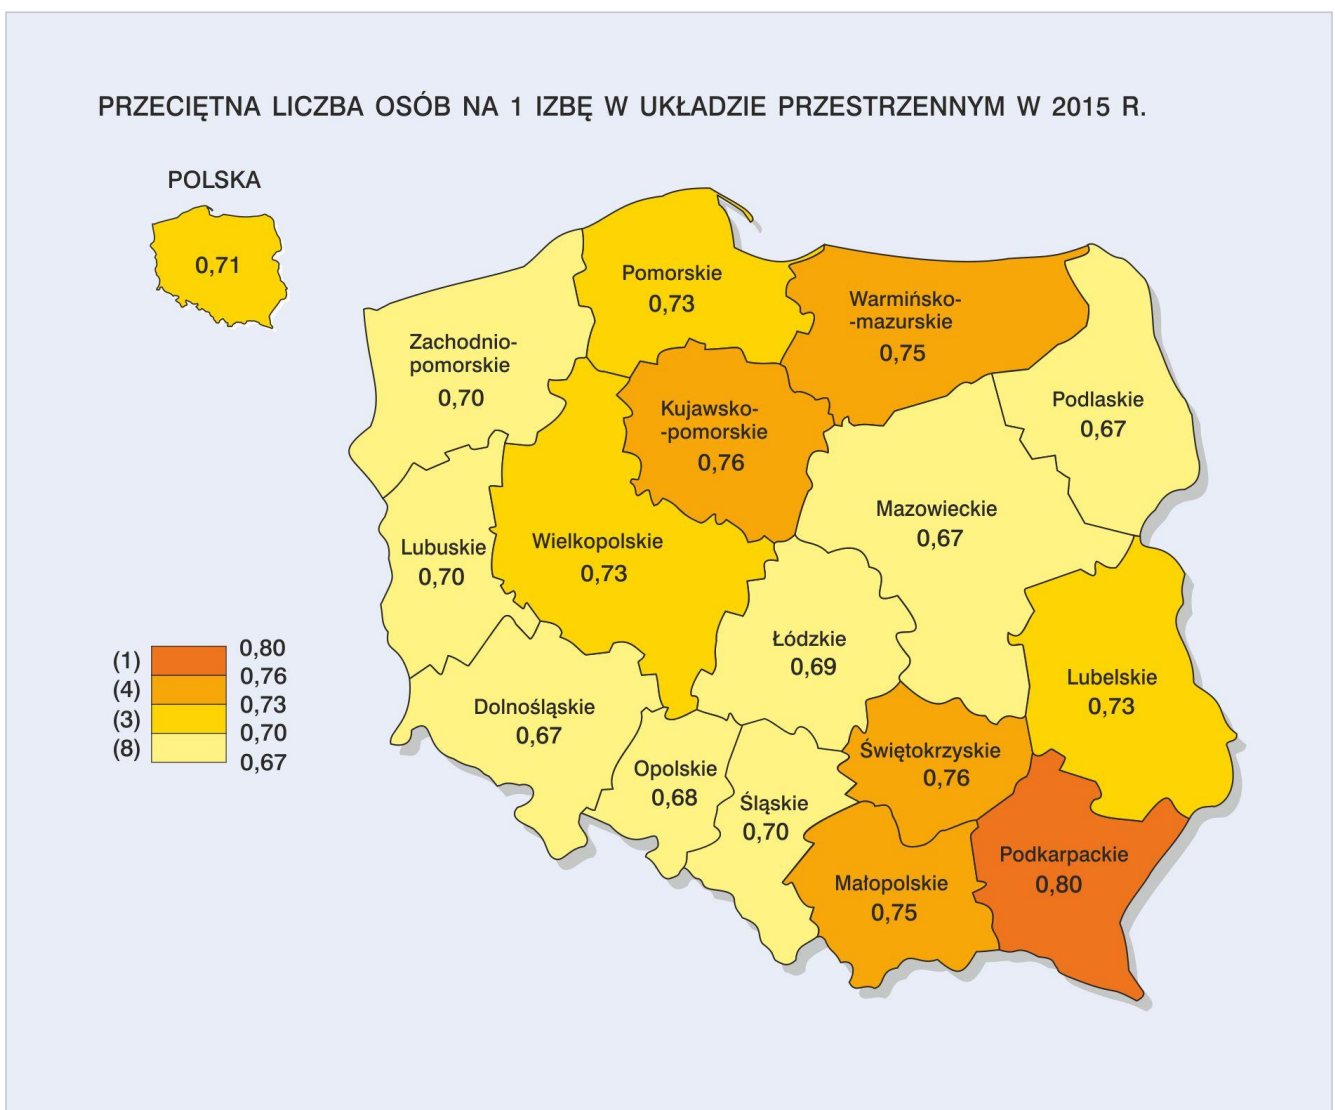 PRZECIĘTNA LICZBA OSÓB NA 1 IZBĘ W UKŁADZIE PRZESTRZENNYM W 2015 R.
POLSKA
0,71
Pomorskie
0,73
Warmińsko-
-mazurskie
0,75
Zachodnio-
pomorskie
0,70
Kujawsko-
-pomorskie
0,76
Podlaskie
0,67
Mazowieckie
0,67
Lubuskie
0,70
Wielkopolskie
0,73
Łódzkie
0,69
Lubelskie
0,73
Dolnośląskie
0,67
Opolskie
0,68
Śląskie
0,70
Świętokrzyskie
0,76
Małopolskie
0,75
Podkarpackie
0,80
0,80
(1)
0,76
(4)
0,73
(3)
0,70
(8)
0,67